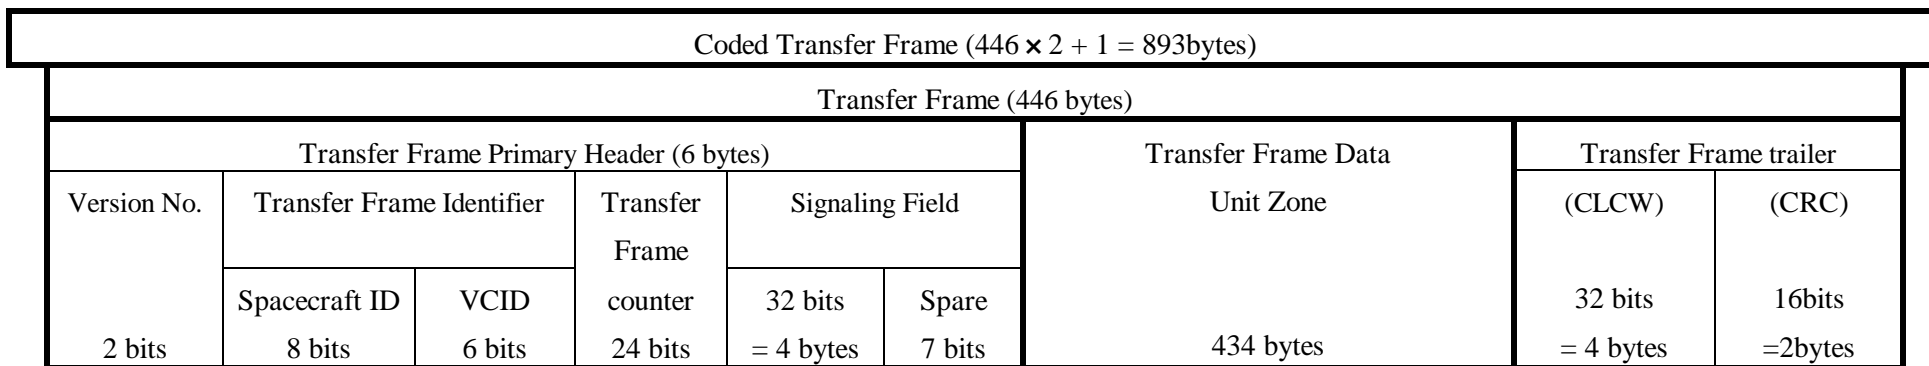 Coded Transfer Frame (446 × 2 + 1 = 893bytes)
Transfer Frame (446 bytes)
Transfer Frame Primary Header (6 bytes)
Transfer Frame Data
Unit Zone
Transfer Frame trailer
Version No.
Transfer Frame Identifier
Transfer
Frame
counter
Signaling Field
(CLCW)
(CRC)
Spacecraft ID
VCID
32 bits
Spare
32 bits
16bits
2 bits
8 bits
6 bits
24 bits
= 4 bytes
7 bits
434 bytes
= 4 bytes
=2bytes